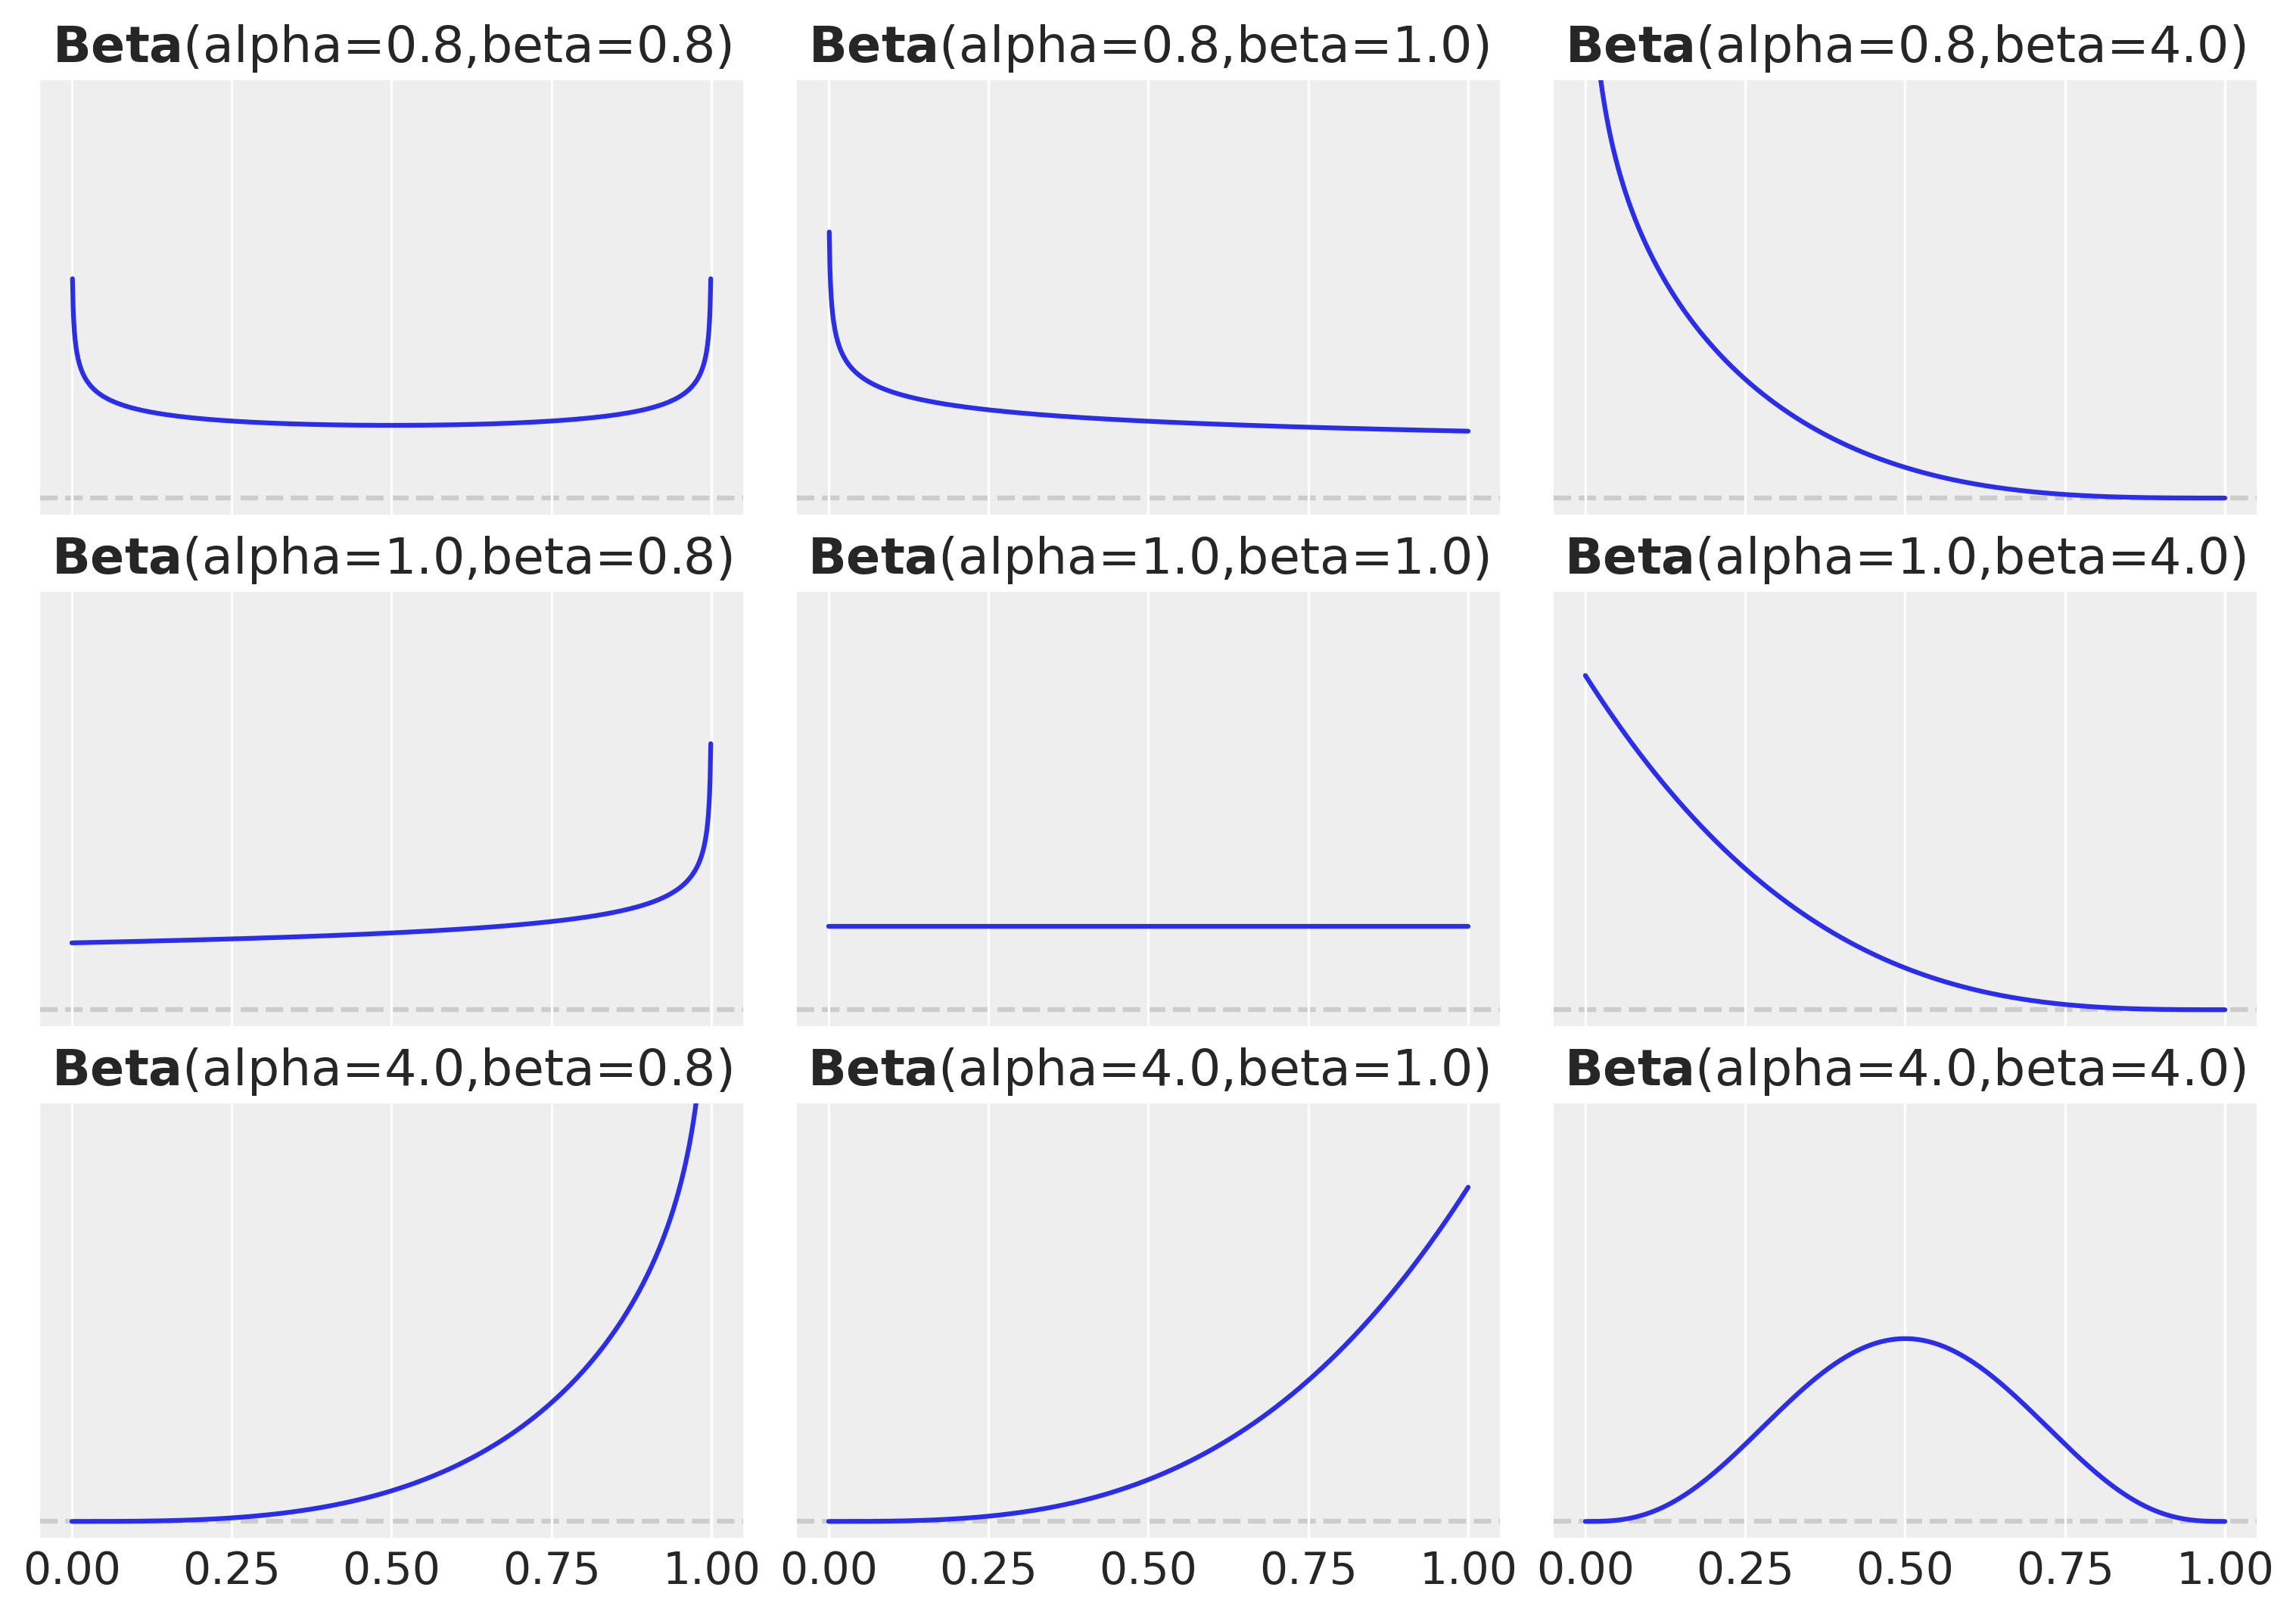 Beta(alpha=0.8,beta=0.8) Beta(alpha=0.8,beta=1.0) Beta(alpha=0.8,beta=4.0)
Beta(alpha=1.0,beta=0.8) Beta(alpha=1.0,beta=1.0) Beta(alpha=1.0,beta=4.0)
Beta(alpha=4.0,beta=0.8) Beta(alpha=4.0,beta=1.0) Beta(alpha=4.0,beta=4.0)
0.00 0.25 0.50 0.75 1.00 0.00 0.25 0.50 0.75 1.00 0.00 0.25 0.50 0.75 1.00